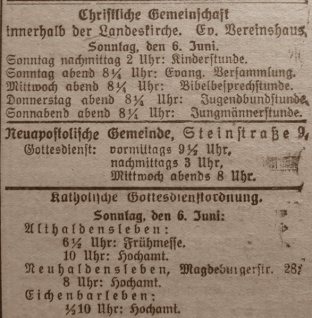 Christliche Gemeinschaft
innerhalb der Landeskirche. Ev. Vereinshaus,
Sonntag, den 6. Juni.
Sonntag nachmittag 2 Uhr: Kinderstunde.
Sonntag abend 8¼ Uhr: Evang. Versammlung.
Mittwoch abend 8¼ Uhr: Bibelbesprechstunde.
Donnerstag abend 8¼ Uhr: Jugendbundstunde.
Sonnabend abend 8¼ Uhr: Jungmännerstunde.
Neuapostolische Gemeinde, Steinstraße 9,
Gottesdienst: vormittags 9½ Uhr,
nachmittags 3 Uhr,
Mittwoch abends 8 Uhr.
Katholische Gottesdienstordnung.
Sonntag, den 6. Juni:
Althaldensleben:
6½ Uhr: Frühmesse.
10 Uhr: Hochamt.
Neuhaldensleben, Magdeburgerstr. 28:
8 Uhr: Hochamt.
Eichenbarleben:
½10 Uhr: Hochamt.